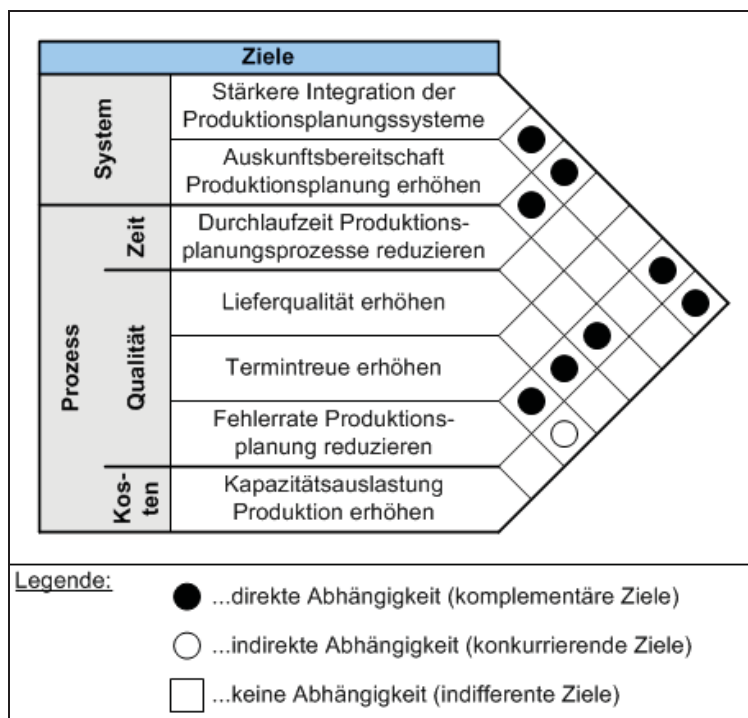 Ziele
System
Stärkere Integration der
Produktionsplanungssysteme
Auskunftsbereitschaft
Produktionsplanung erhöhen
Prozess
Zeit
Durchlaufzeit Produktions-
planungsprozesse reduzieren
Qualität
Lieferqualität erhöhen
Termintreue erhöhen
Fehlerrate Produktions-
planung reduzieren
Kos-
ten
Kapazitätsauslastung
Produktion erhöhen
Legende:
...direkte Abhängigkeit (komplementäre Ziele)
...indirekte Abhängigkeit (konkurrierende Ziele)
...keine Abhängigkeit (indifferente Ziele)